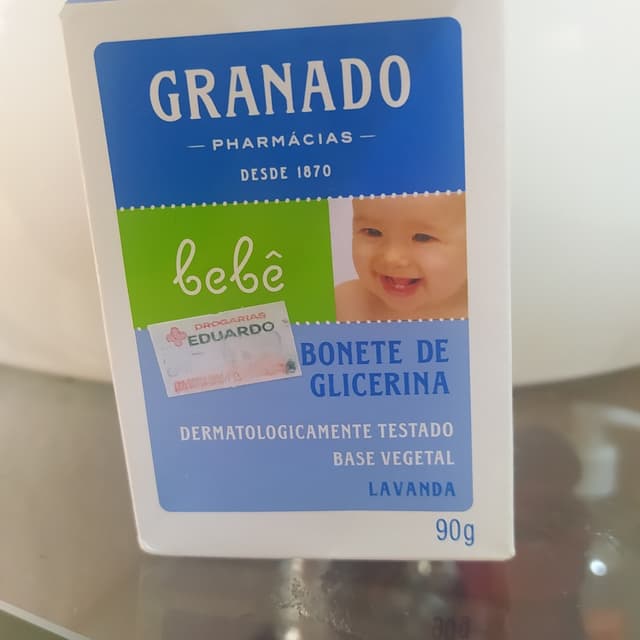 GRANADO
PHARMÁCIAS
DESDE 1870
bebê
DROGARIAS
EDUARDO
BONETE DE
GLICERINA
DERMATOLOGICAMENTE TESTADO
BASE VEGETAL
LAVANDA
90g